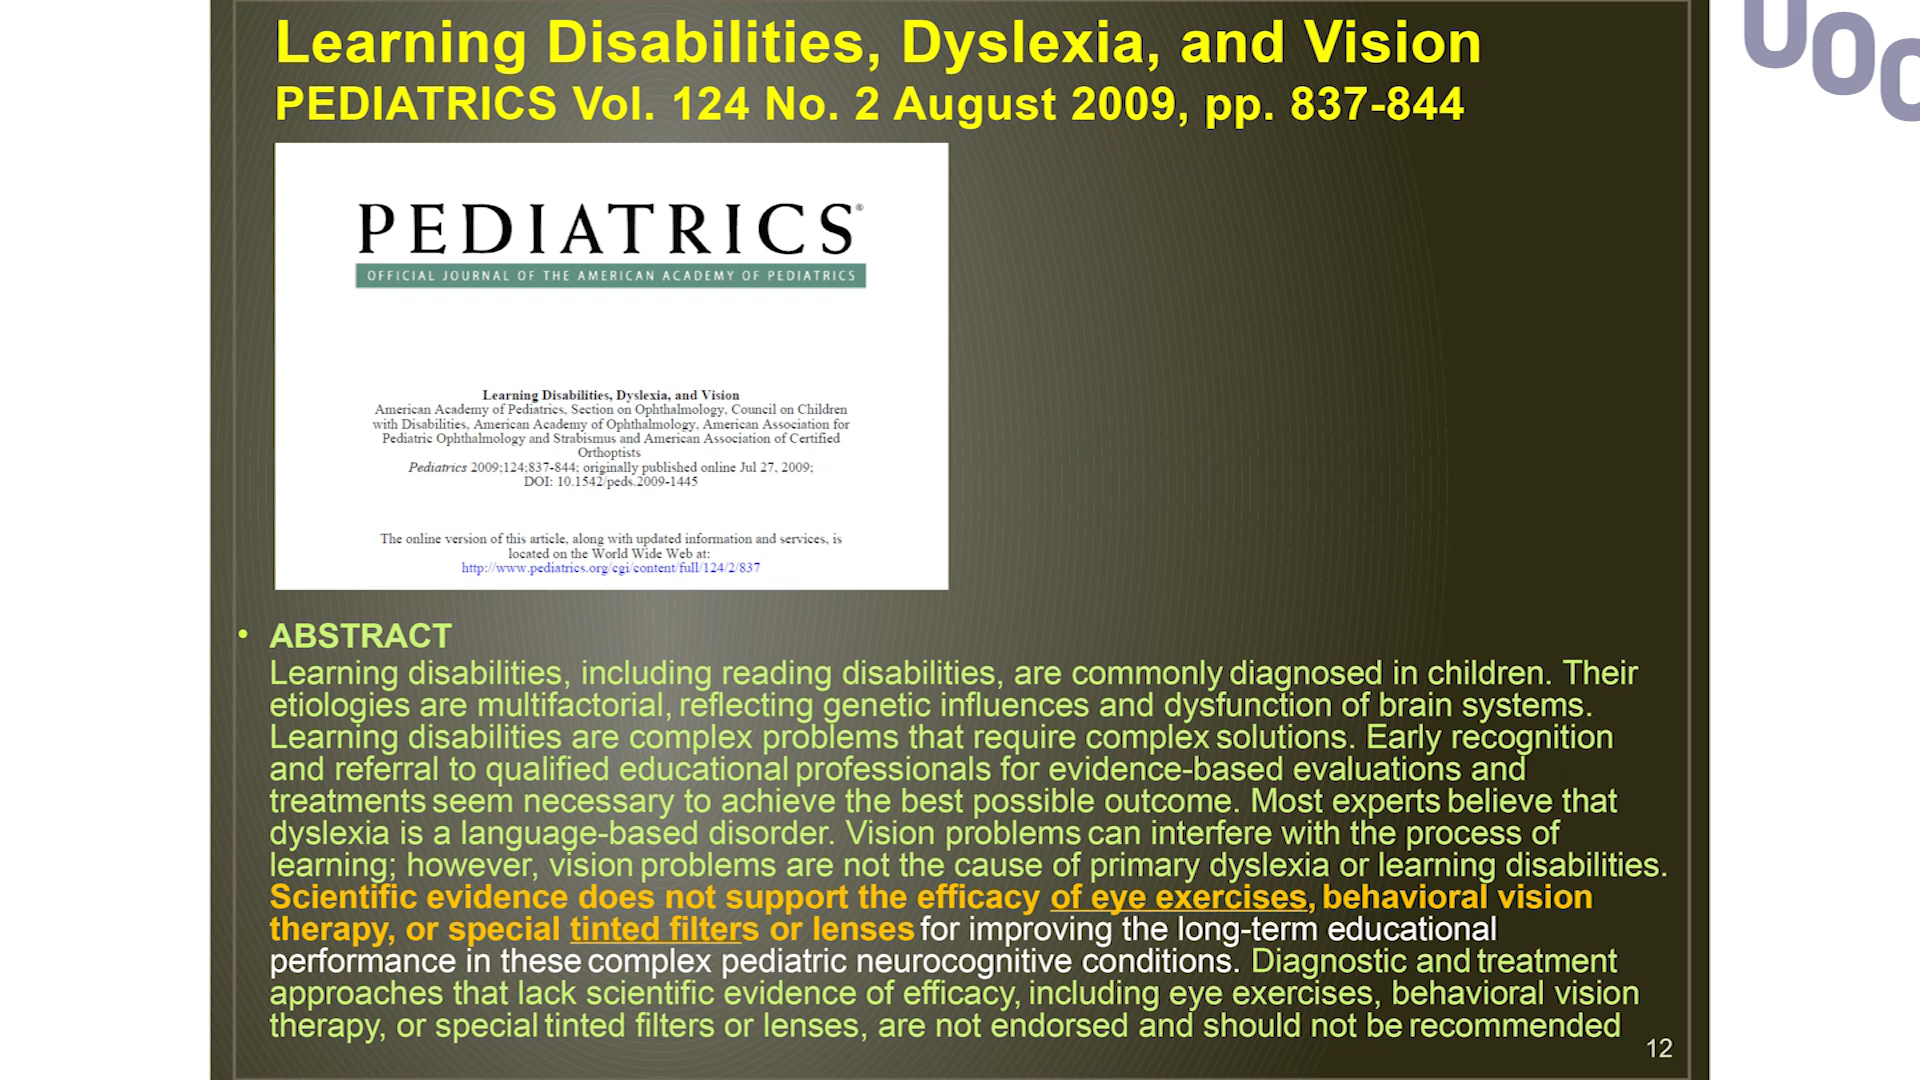 Learning Disabilities, Dyslexia, and Vision
PEDIATRICS Vol. 124 No. 2 August 2009, pp. 837-844
UOC
PEDIATRICS®
OFFICIAL JOURNAL OF THE AMERICAN ACADEMY OF PEDIATRICS
Learning Disabilities, Dyslexia, and Vision
American Academy of Pediatrics, Section on Ophthalmology, Council on Children
with Disabilities, American Academy of Ophthalmology, American Association for
Pediatric Ophthalmology and Strabismus and American Association of Certified
Orthoptists
Pediatrics 2009;124;837-844; originally published online Jul 27, 2009;
DOI: 10.1542/peds.2009-1445
The online version of this article, along with updated information and services, is
located on the World Wide Web at:
http://www.pediatrics.org/cgi/content/full/124/2/837
• ABSTRACT
Learning disabilities, including reading disabilities, are commonly diagnosed in children. Their
etiologies are multifactorial, reflecting genetic influences and dysfunction of brain systems.
Learning disabilities are complex problems that require complex solutions. Early recognition
and referral to qualified educational professionals for evidence-based evaluations and
treatments seem necessary to achieve the best possible outcome. Most experts believe that
dyslexia is a language-based disorder. Vision problems can interfere with the process of
learning; however, vision problems are not the cause of primary dyslexia or learning disabilities.
Scientific evidence does not support the efficacy of eye exercises, behavioral vision
therapy, or special tinted filters or lenses for improving the long-term educational
performance in these complex pediatric neurocognitive conditions. Diagnostic and treatment
approaches that lack scientific evidence of efficacy, including eye exercises, behavioral vision
therapy, or special tinted filters or lenses, are not endorsed and should not be recommended
12